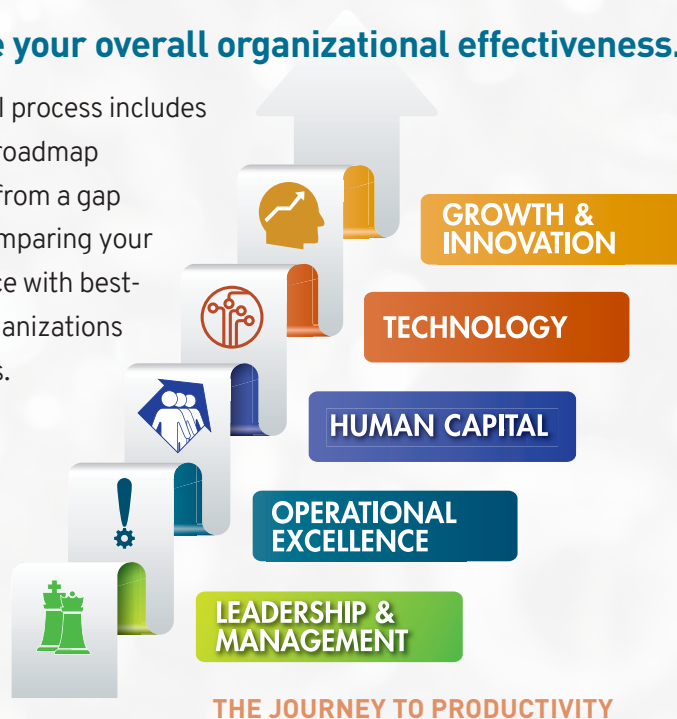 e your overall organizational effectiveness.
l process includes
roadmap
from a gap
mparing your
ce with best-
ganizations
s.
GROWTH &
INNOVATION
TECHNOLOGY
HUMAN CAPITAL
OPERATIONAL
EXCELLENCE
LEADERSHIP &
MANAGEMENT
THE JOURNEY TO PRODUCTIVITY